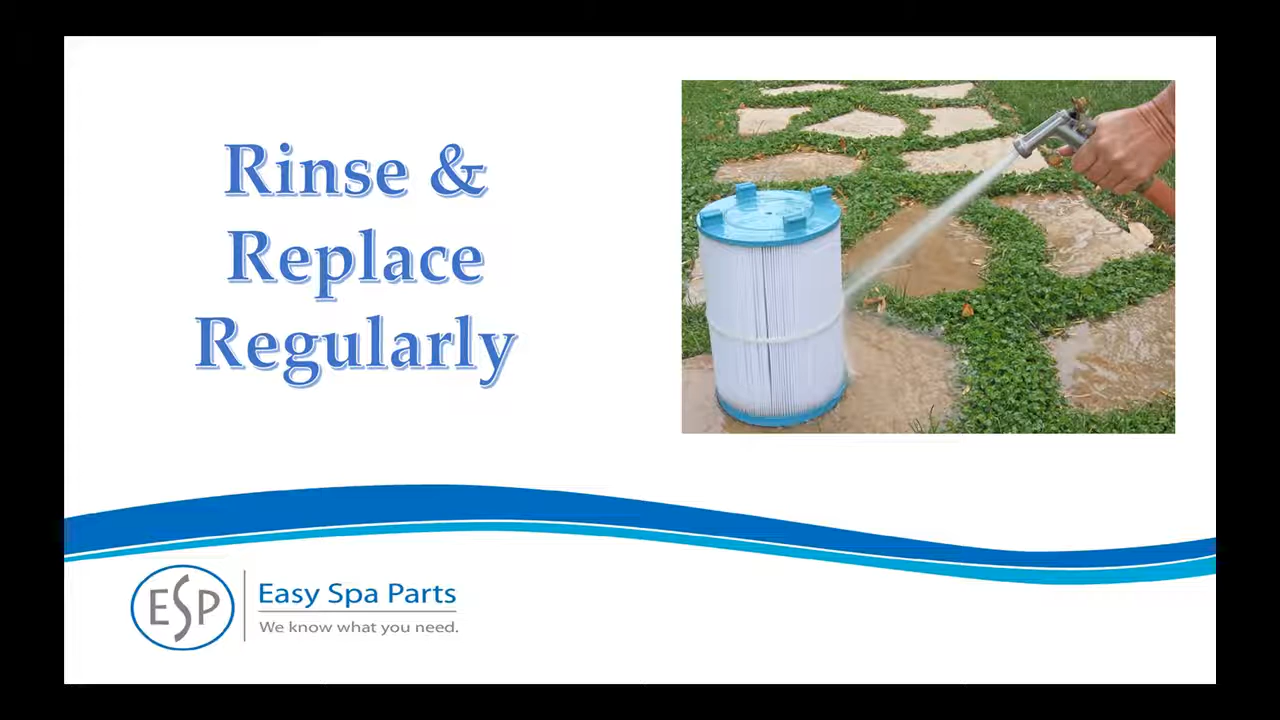 Rinse &
Replace
Regularly
ESP
Easy Spa Parts
We know what you need.